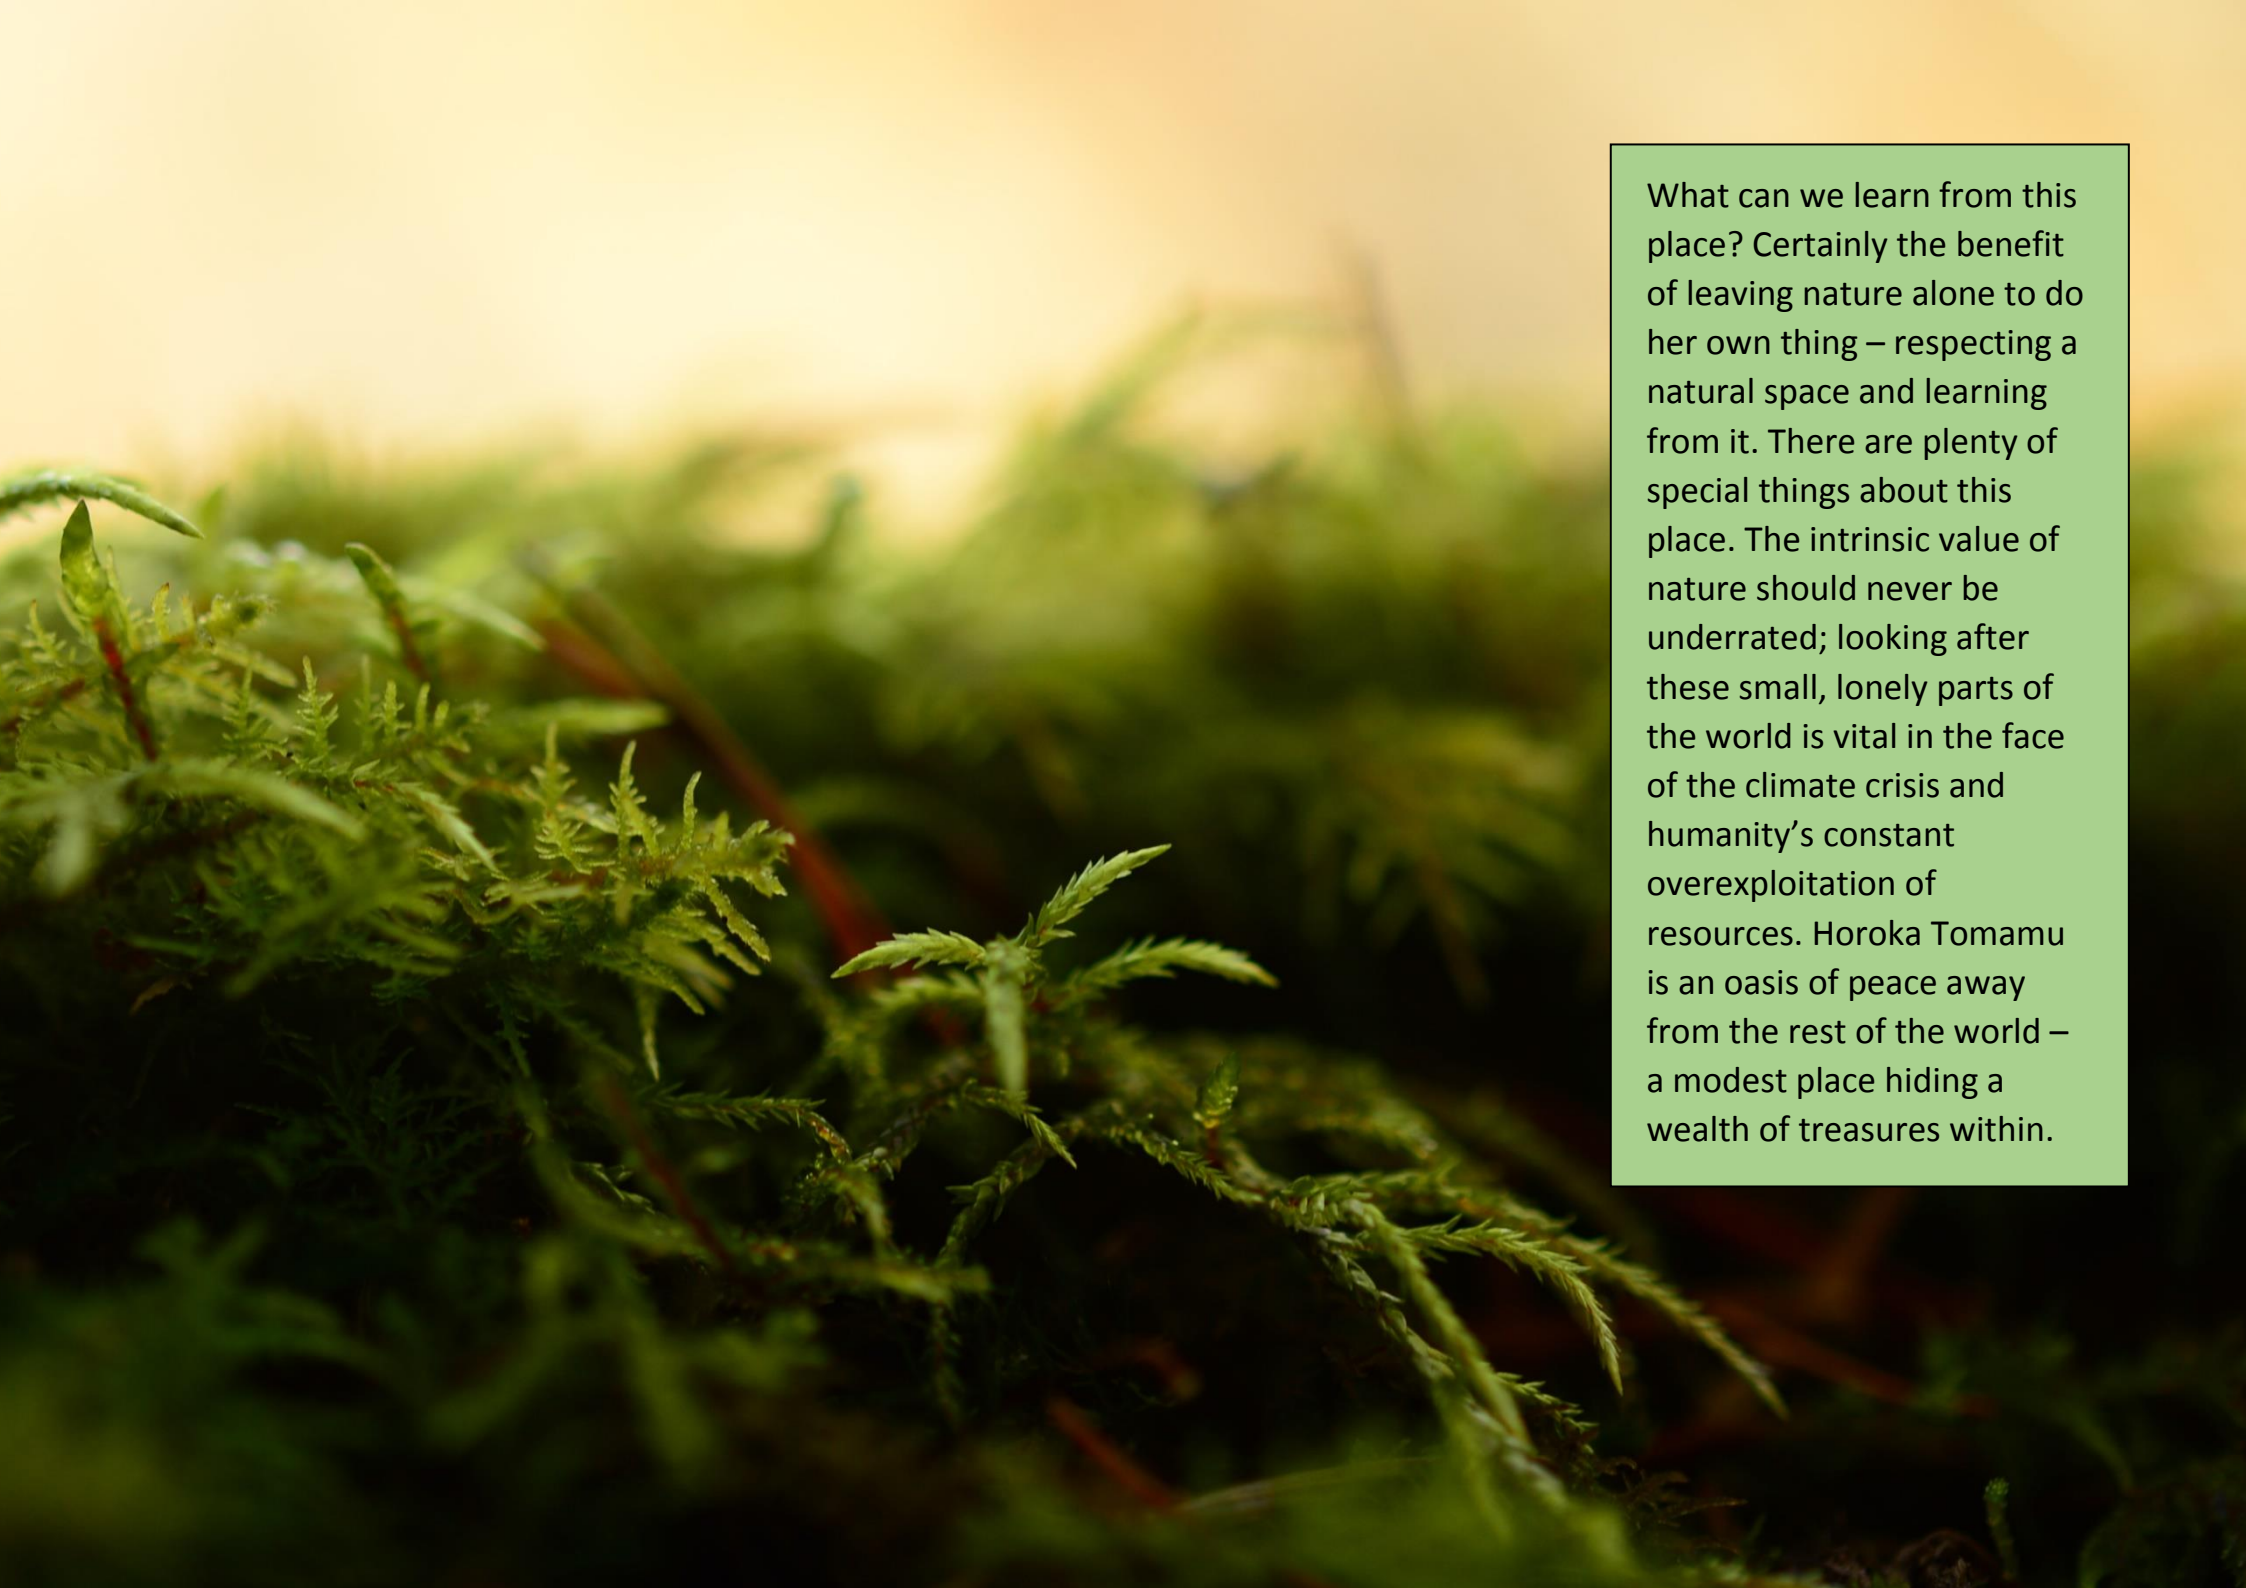 What can we learn from this
place? Certainly the benefit
of leaving nature alone to do
her own thing – respecting a
natural space and learning
from it. There are plenty of
special things about this
place. The intrinsic value of
nature should never be
underrated; looking after
these small, lonely parts of
the world is vital in the face
of the climate crisis and
humanity’s constant
overexploitation of
resources. Horoka Tomamu
is an oasis of peace away
from the rest of the world –
a modest place hiding a
wealth of treasures within.